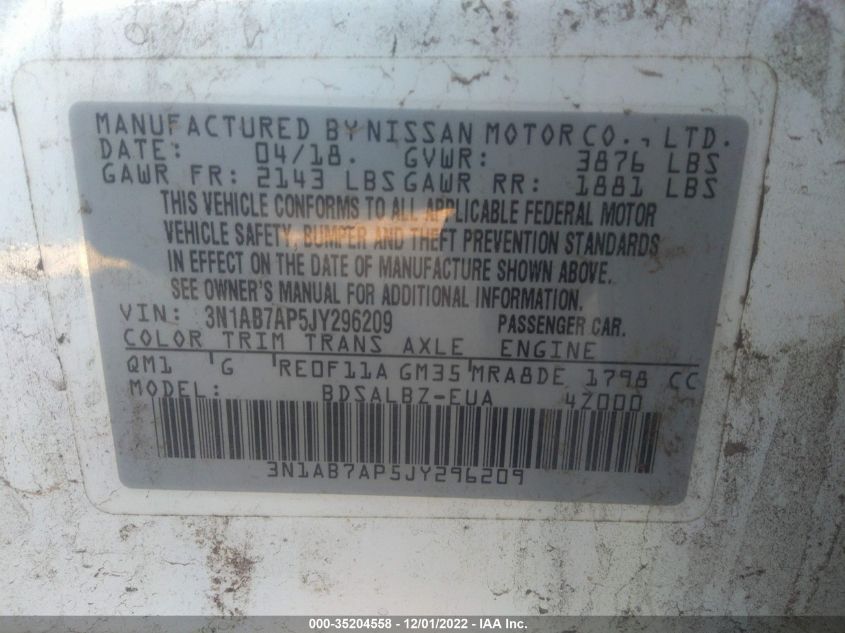 MANUFACTURED BY NISSAN MOTOR CO., LTD.
DATE: 04/18. GVWR: 3876 LBS
GAWR FR: 2143 LBS GAWR RR: 1881 LBS
THIS VEHICLE CONFORMS TO ALL APPLICABLE FEDERAL MOTOR
VEHICLE SAFETY, BUMPER AND THEFT PREVENTION STANDARDS
IN EFFECT ON THE DATE OF MANUFACTURE SHOWN ABOVE.
SEE OWNER'S MANUAL FOR ADDITIONAL INFORMATION.
VIN: 3N1AB7AP5JY296209 PASSENGER CAR.
COLOR TRIM TRANS AXLE ENGINE
QM1 G RE0F11A GM35 MRA8DE 1798 CC
MODEL: BDSALBZ-EUA 4Z000
3N1AB7AP5JY296209
000-35204558 - 12/01/2022 - IAA Inc.